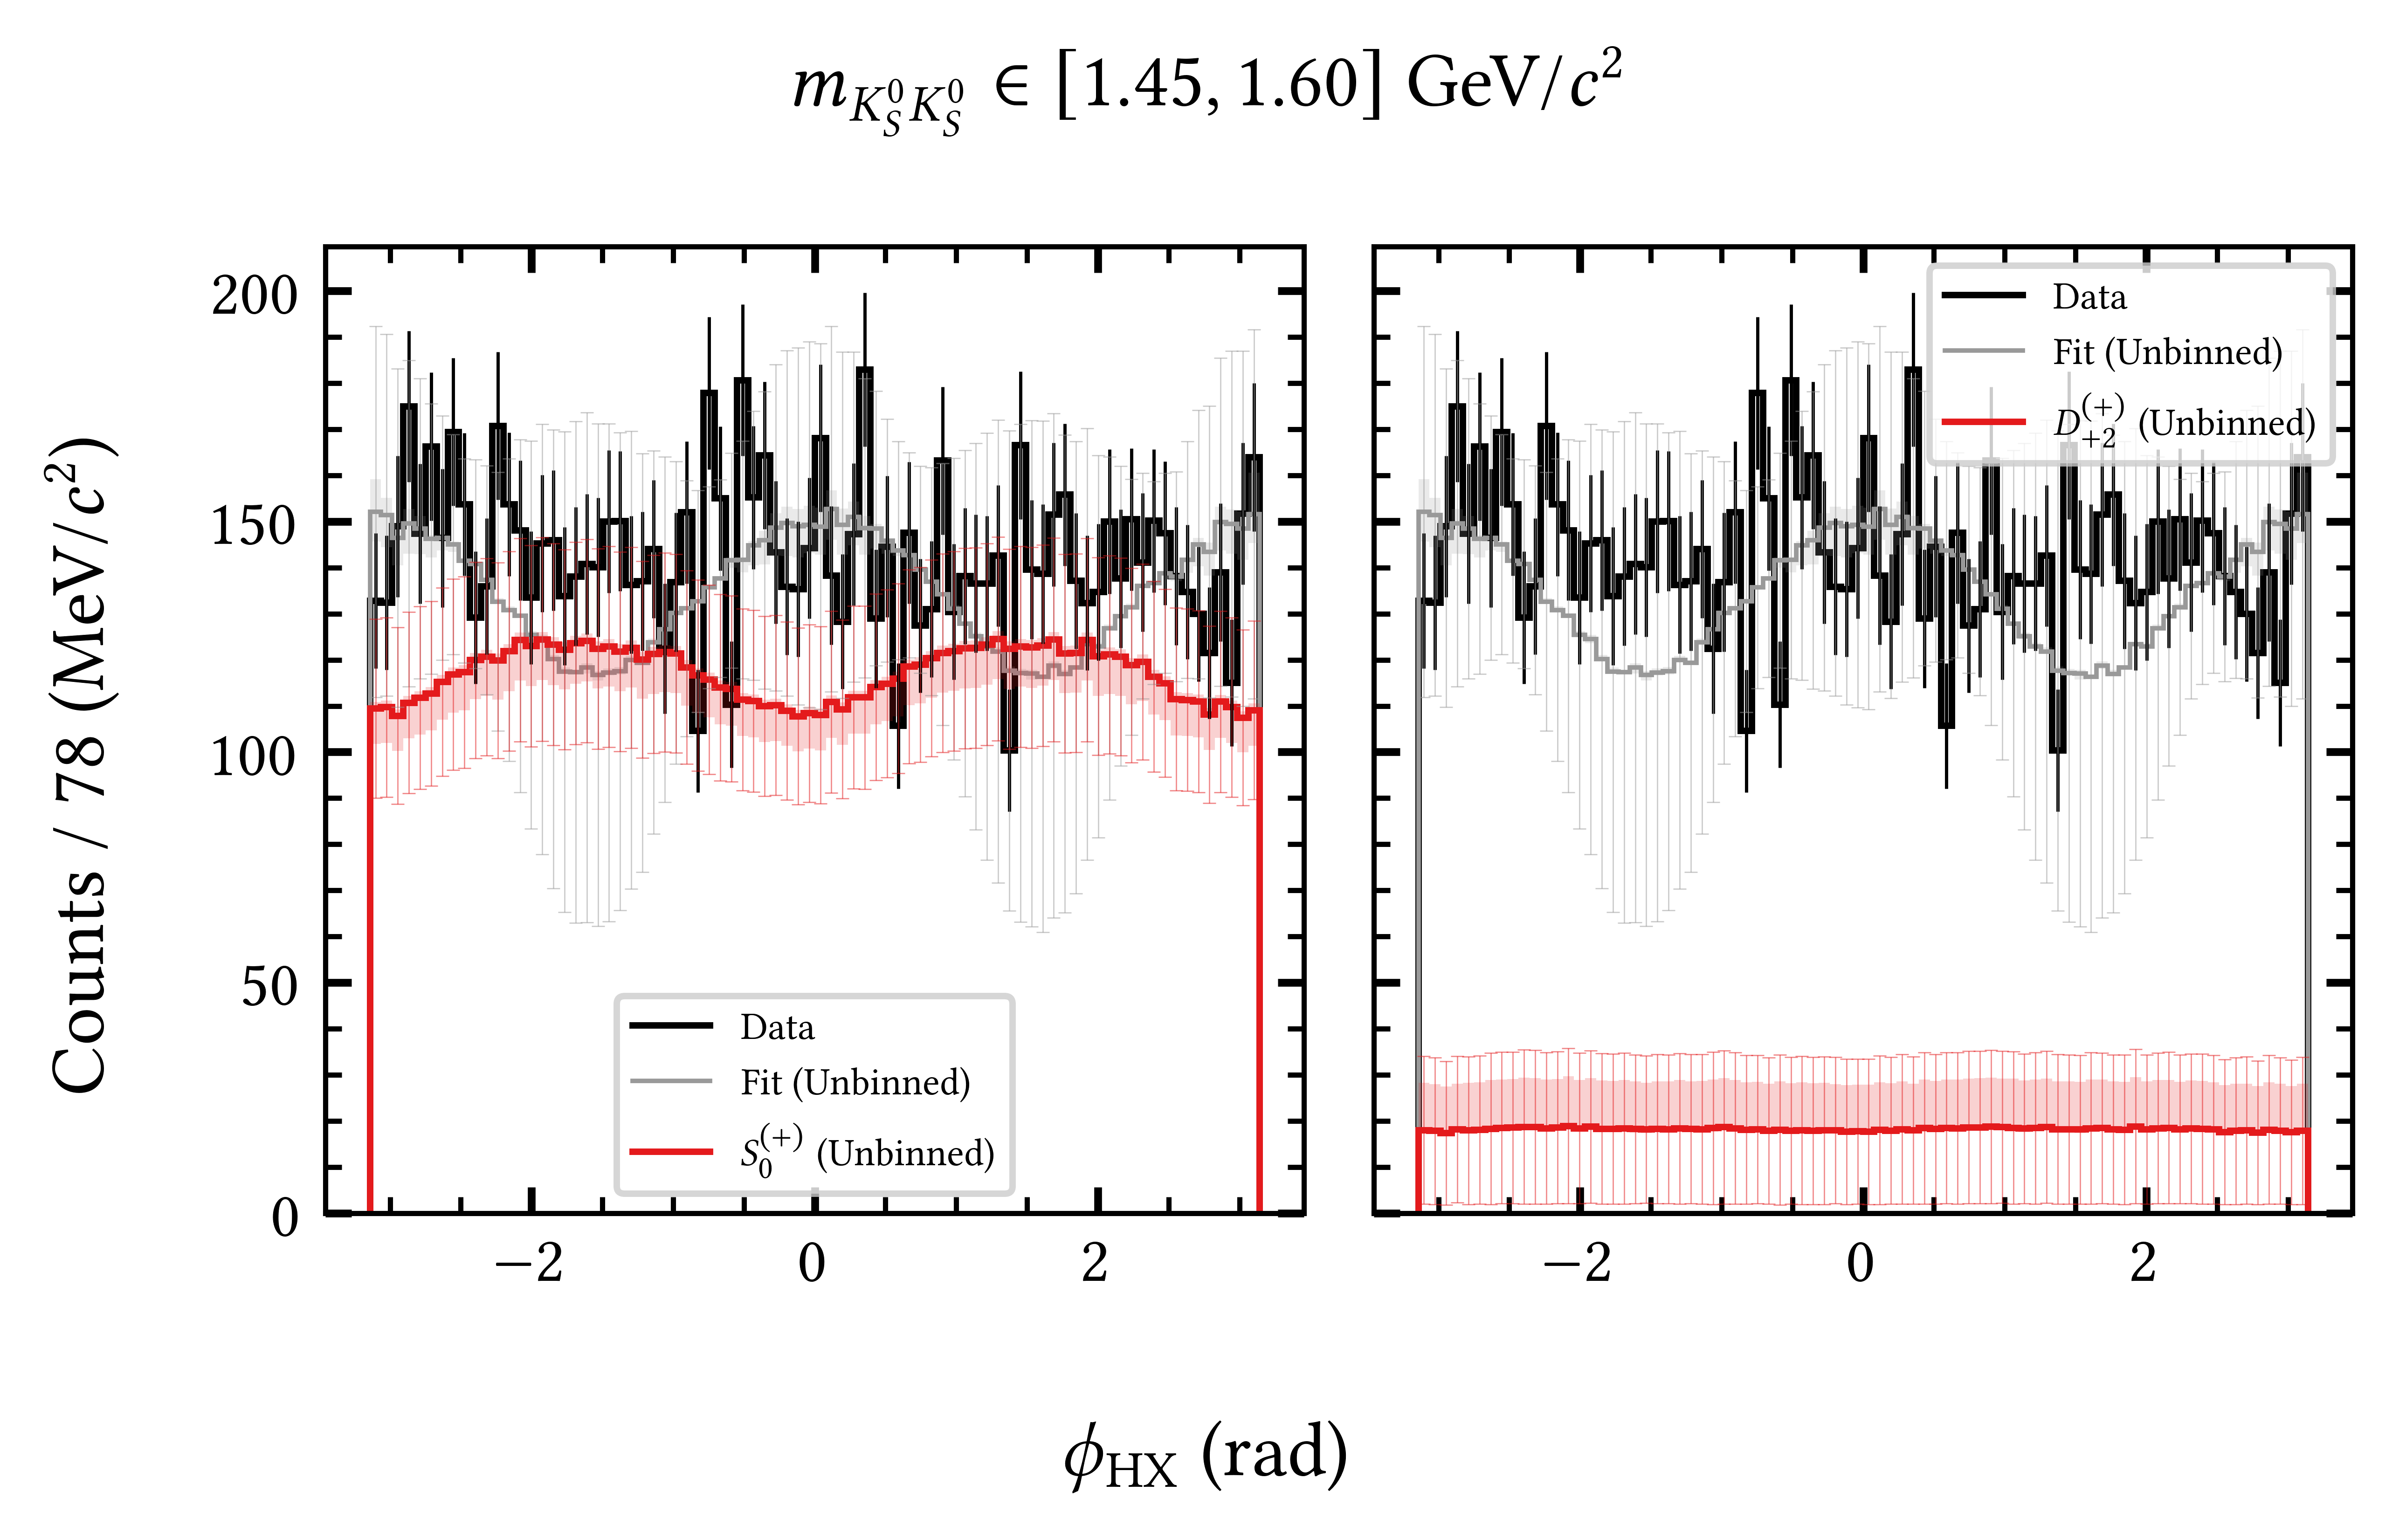 m_{K_S^0 K_S^0} ∈ [1.45, 1.60] GeV/c²
Counts / 78 (MeV/c²)
200
150
100
50
0
Data
Fit (Unbinned)
S_0^{(+)} (Unbinned)
Data
Fit (Unbinned)
D_{+2}^{(+)} (Unbinned)
−2 0 2
−2 0 2
ϕ_{HX} (rad)